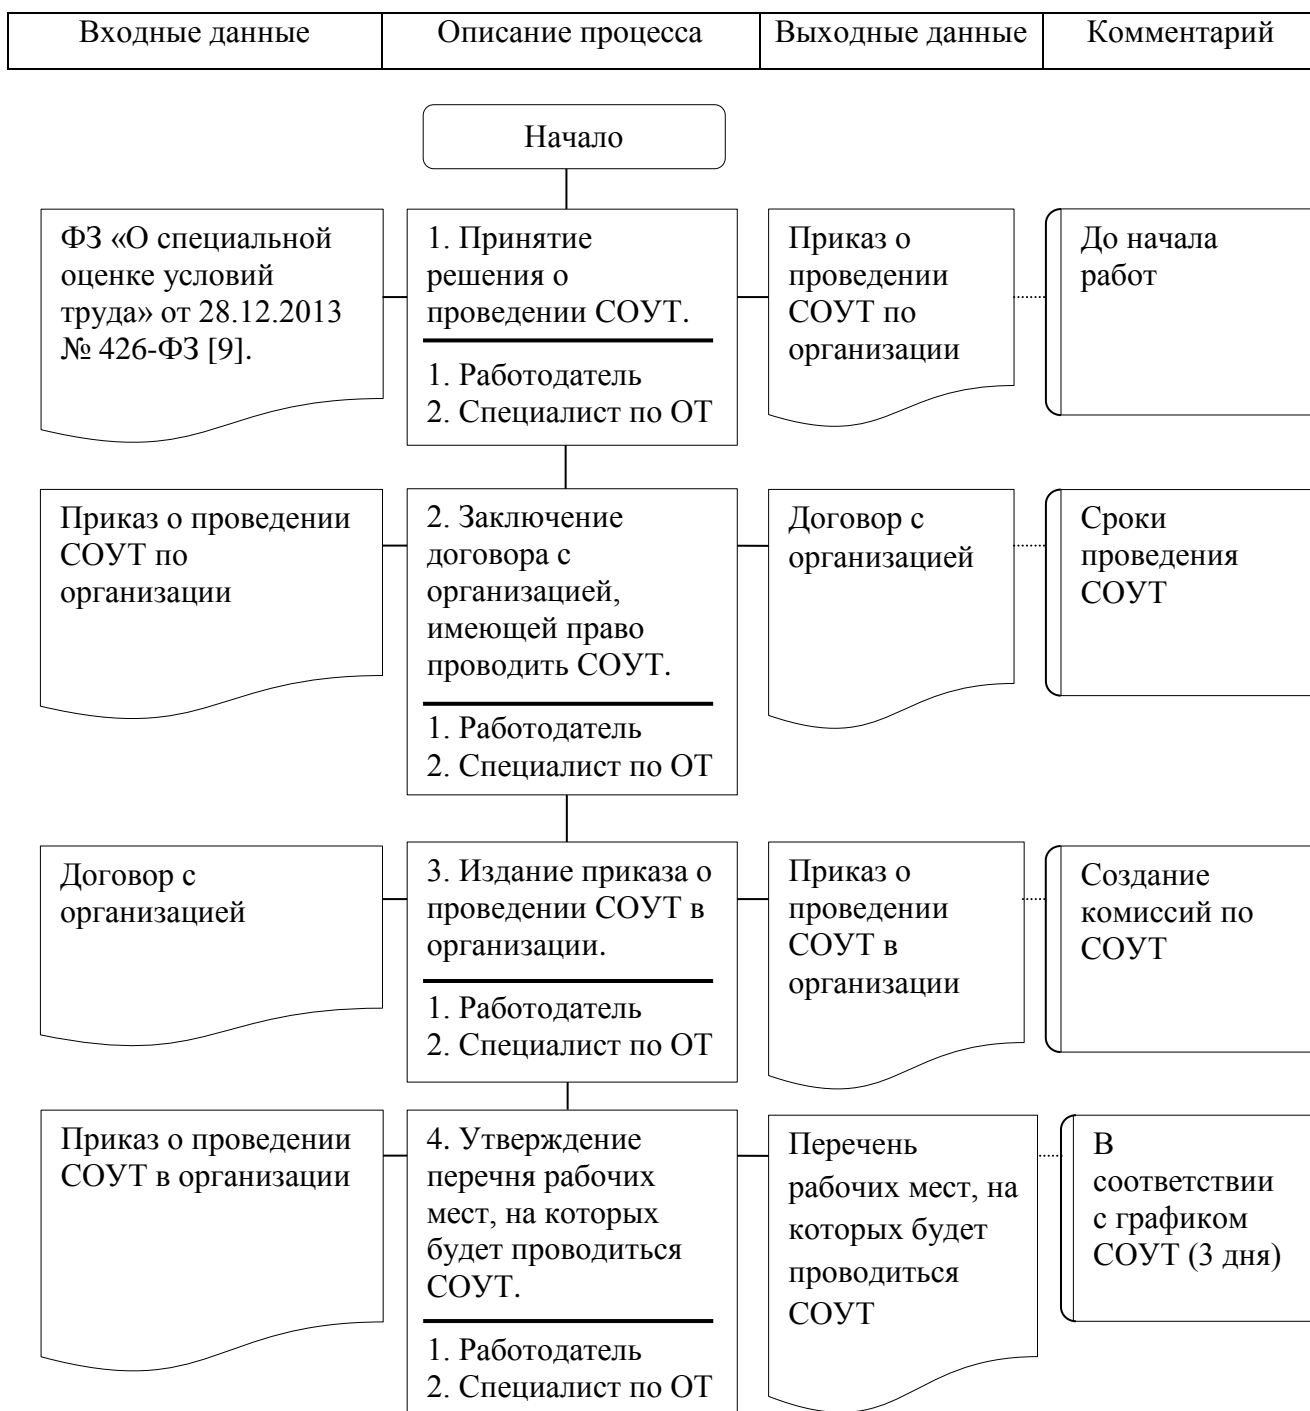 Входные данные
Описание процесса
Выходные данные
Комментарий
Начало
ФЗ «О специальной
оценке условий
труда» от 28.12.2013
№ 426-ФЗ [9].
1. Принятие
решения о
проведении СОУТ.
1. Работодатель
2. Специалист по ОТ
Приказ о
проведении
СОУТ по
организации
До начала
работ
Приказ о проведении
СОУТ по
организации
2. Заключение
договора с
организацией,
имеющей право
проводить СОУТ.
1. Работодатель
2. Специалист по ОТ
Договор с
организацией
Сроки
проведения
СОУТ
Договор с
организацией
3. Издание приказа о
проведении СОУТ в
организации.
1. Работодатель
2. Специалист по ОТ
Приказ о
проведении
СОУТ в
организации
Создание
комиссий по
СОУТ
Приказ о проведении
СОУТ в организации
4. Утверждение
перечня рабочих
мест, на которых
будет проводиться
СОУТ.
1. Работодатель
2. Специалист по ОТ
Перечень
рабочих мест, на
которых будет
проводиться
СОУТ
В
соответствии
с графиком
СОУТ (3 дня)